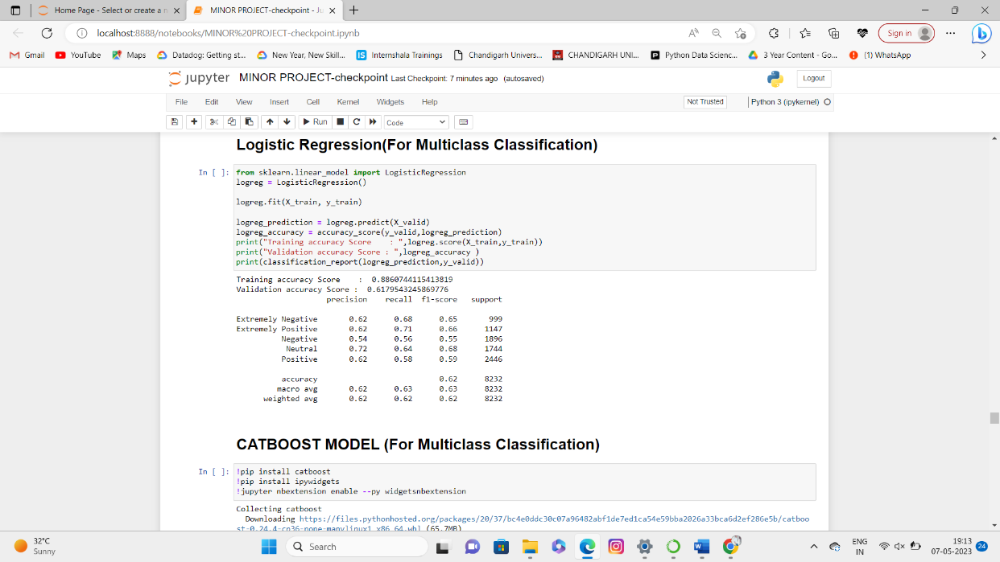 Home Page - Select or create a n
MINOR PROJECT-checkpoint - Ju
localhost:8888/notebooks/MINOR%20PROJECT-checkpoint.ipynb
Sign in
Gmail YouTube Maps Datadog: Getting st... New Year, New Skill... Internshala Trainings Chandigarh Univers... CHANDIGARH UNI... Python Data Scienc... 3 Year Content - Go... (1) WhatsApp
jupyter MINOR PROJECT-checkpoint Last Checkpoint: 7 minutes ago (autosaved) Logout
File Edit View Insert Cell Kernel Widgets Help Not Trusted Python 3 (ipykernel)
Run Code
Logistic Regression(For Multiclass Classification)
In [ ]: from sklearn.linear_model import LogisticRegression
logreg = LogisticRegression()
logreg.fit(X_train, y_train)
logreg_prediction = logreg.predict(X_valid)
logreg_accuracy = accuracy_score(y_valid,logreg_prediction)
print("Training accuracy Score    : ",logreg.score(X_train,y_train))
print("Validation accuracy Score : ",logreg_accuracy )
print(classification_report(logreg_prediction,y_valid))
Training accuracy Score    :  0.8860744115413819
Validation accuracy Score :  0.6179543245869776
precision recall f1-score support
Extremely Negative 0.62 0.68 0.65 999
Extremely Positive 0.62 0.71 0.66 1147
Negative 0.54 0.56 0.55 1896
Neutral 0.72 0.64 0.68 1744
Positive 0.62 0.58 0.59 2446
accuracy 0.62 8232
macro avg 0.62 0.63 0.63 8232
weighted avg 0.62 0.62 0.62 8232
CATBOOST MODEL (For Multiclass Classification)
In [ ]: !pip install catboost
!pip install ipywidgets
!jupyter nbextension enable --py widgetsnbextension
Collecting catboost
Downloading https://files.pythonhosted.org/packages/20/37/bc4e0ddc30c07a96482abf1de7ed1ca54e59bba2026a33bca6d2ef286e5b/catboo
st-0.24.4-cp36-none-manylinux1_x86_64.whl (65.7MB)
32°C
Sunny
Search
ENG
IN
19:13
07-05-2023
24